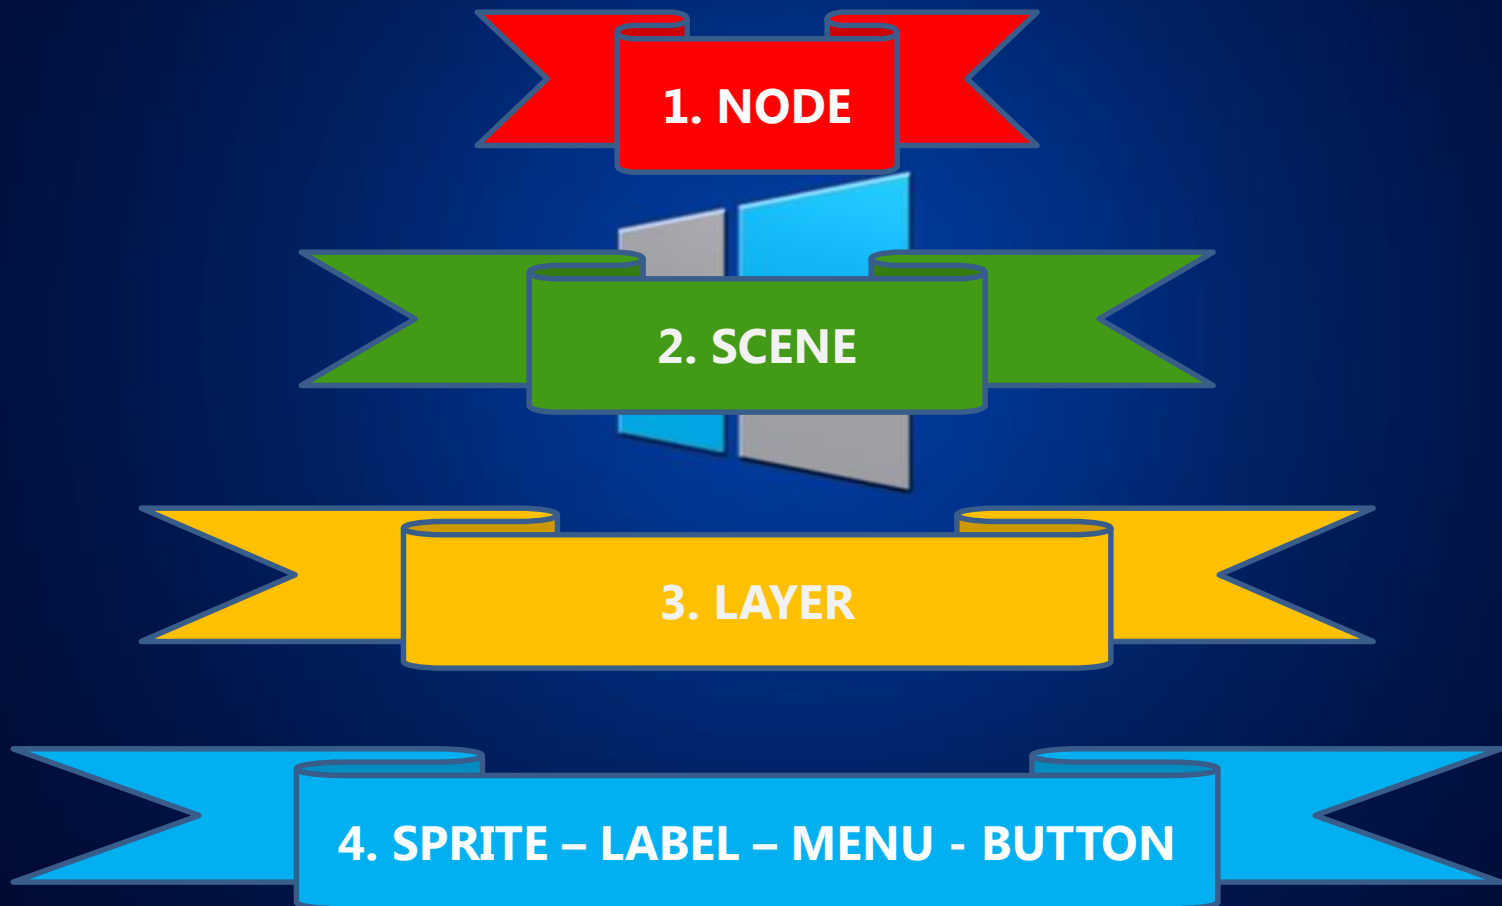 1. NODE
2. SCENE
3. LAYER
4. SPRITE – LABEL – MENU - BUTTON